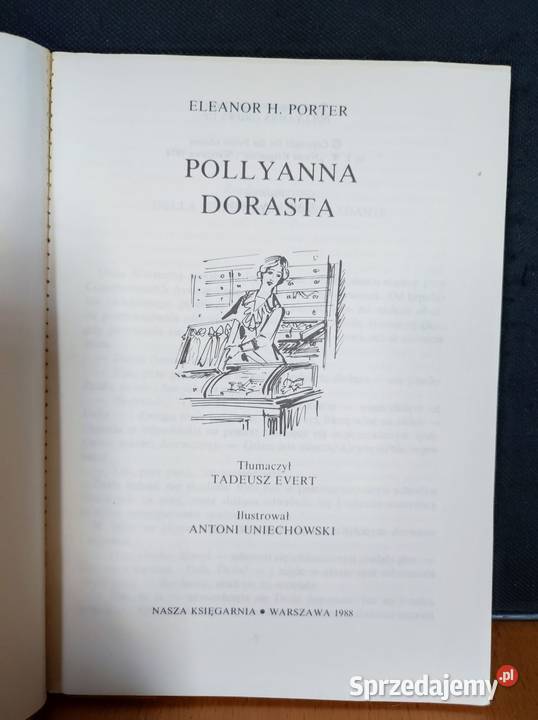 ELEANOR H. PORTER
POLLYANNA
DORASTA
Tłumaczył
TADEUSZ EVERT
Ilustrował
ANTONI UNIECHOWSKI
NASZA KSIĘGARNIA • WARSZAWA 1988
Sprzedajemy.pl